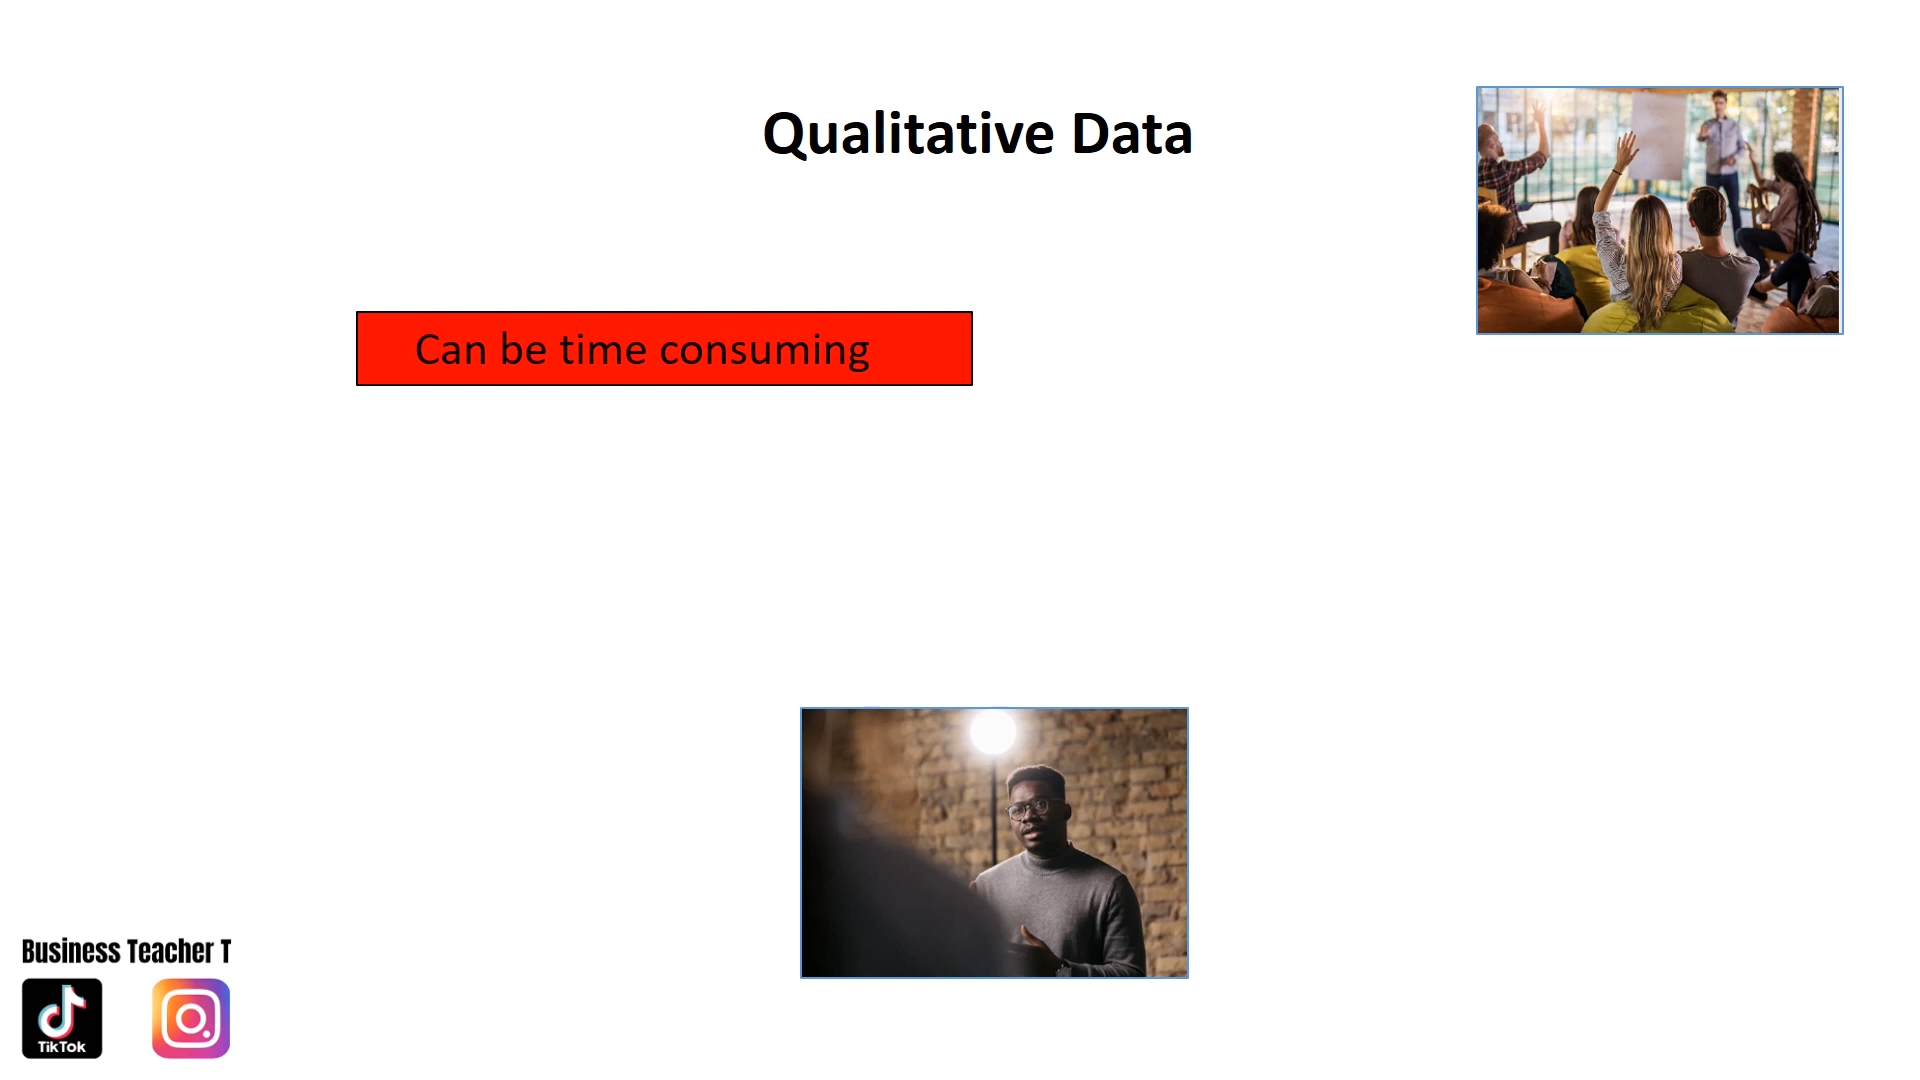 Qualitative Data
Can be time consuming
Business Teacher T
TikTok